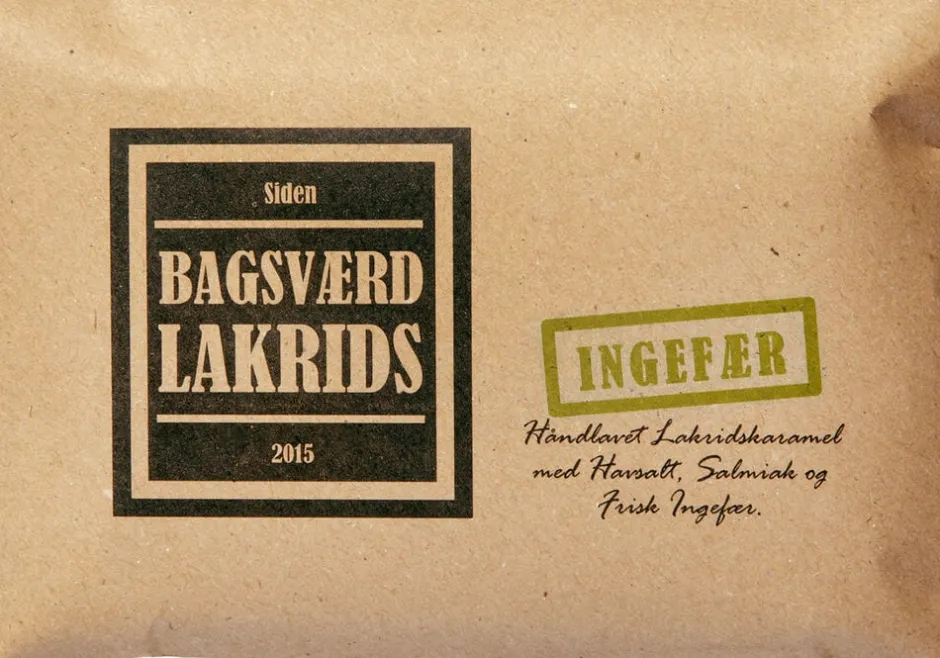 Siden
BAGSVÆRD
LAKRIDS
2015
INGEFÆR
Håndlavet Lakridskaramel
med Havsalt, Salmiak og
Frisk Ingefær.